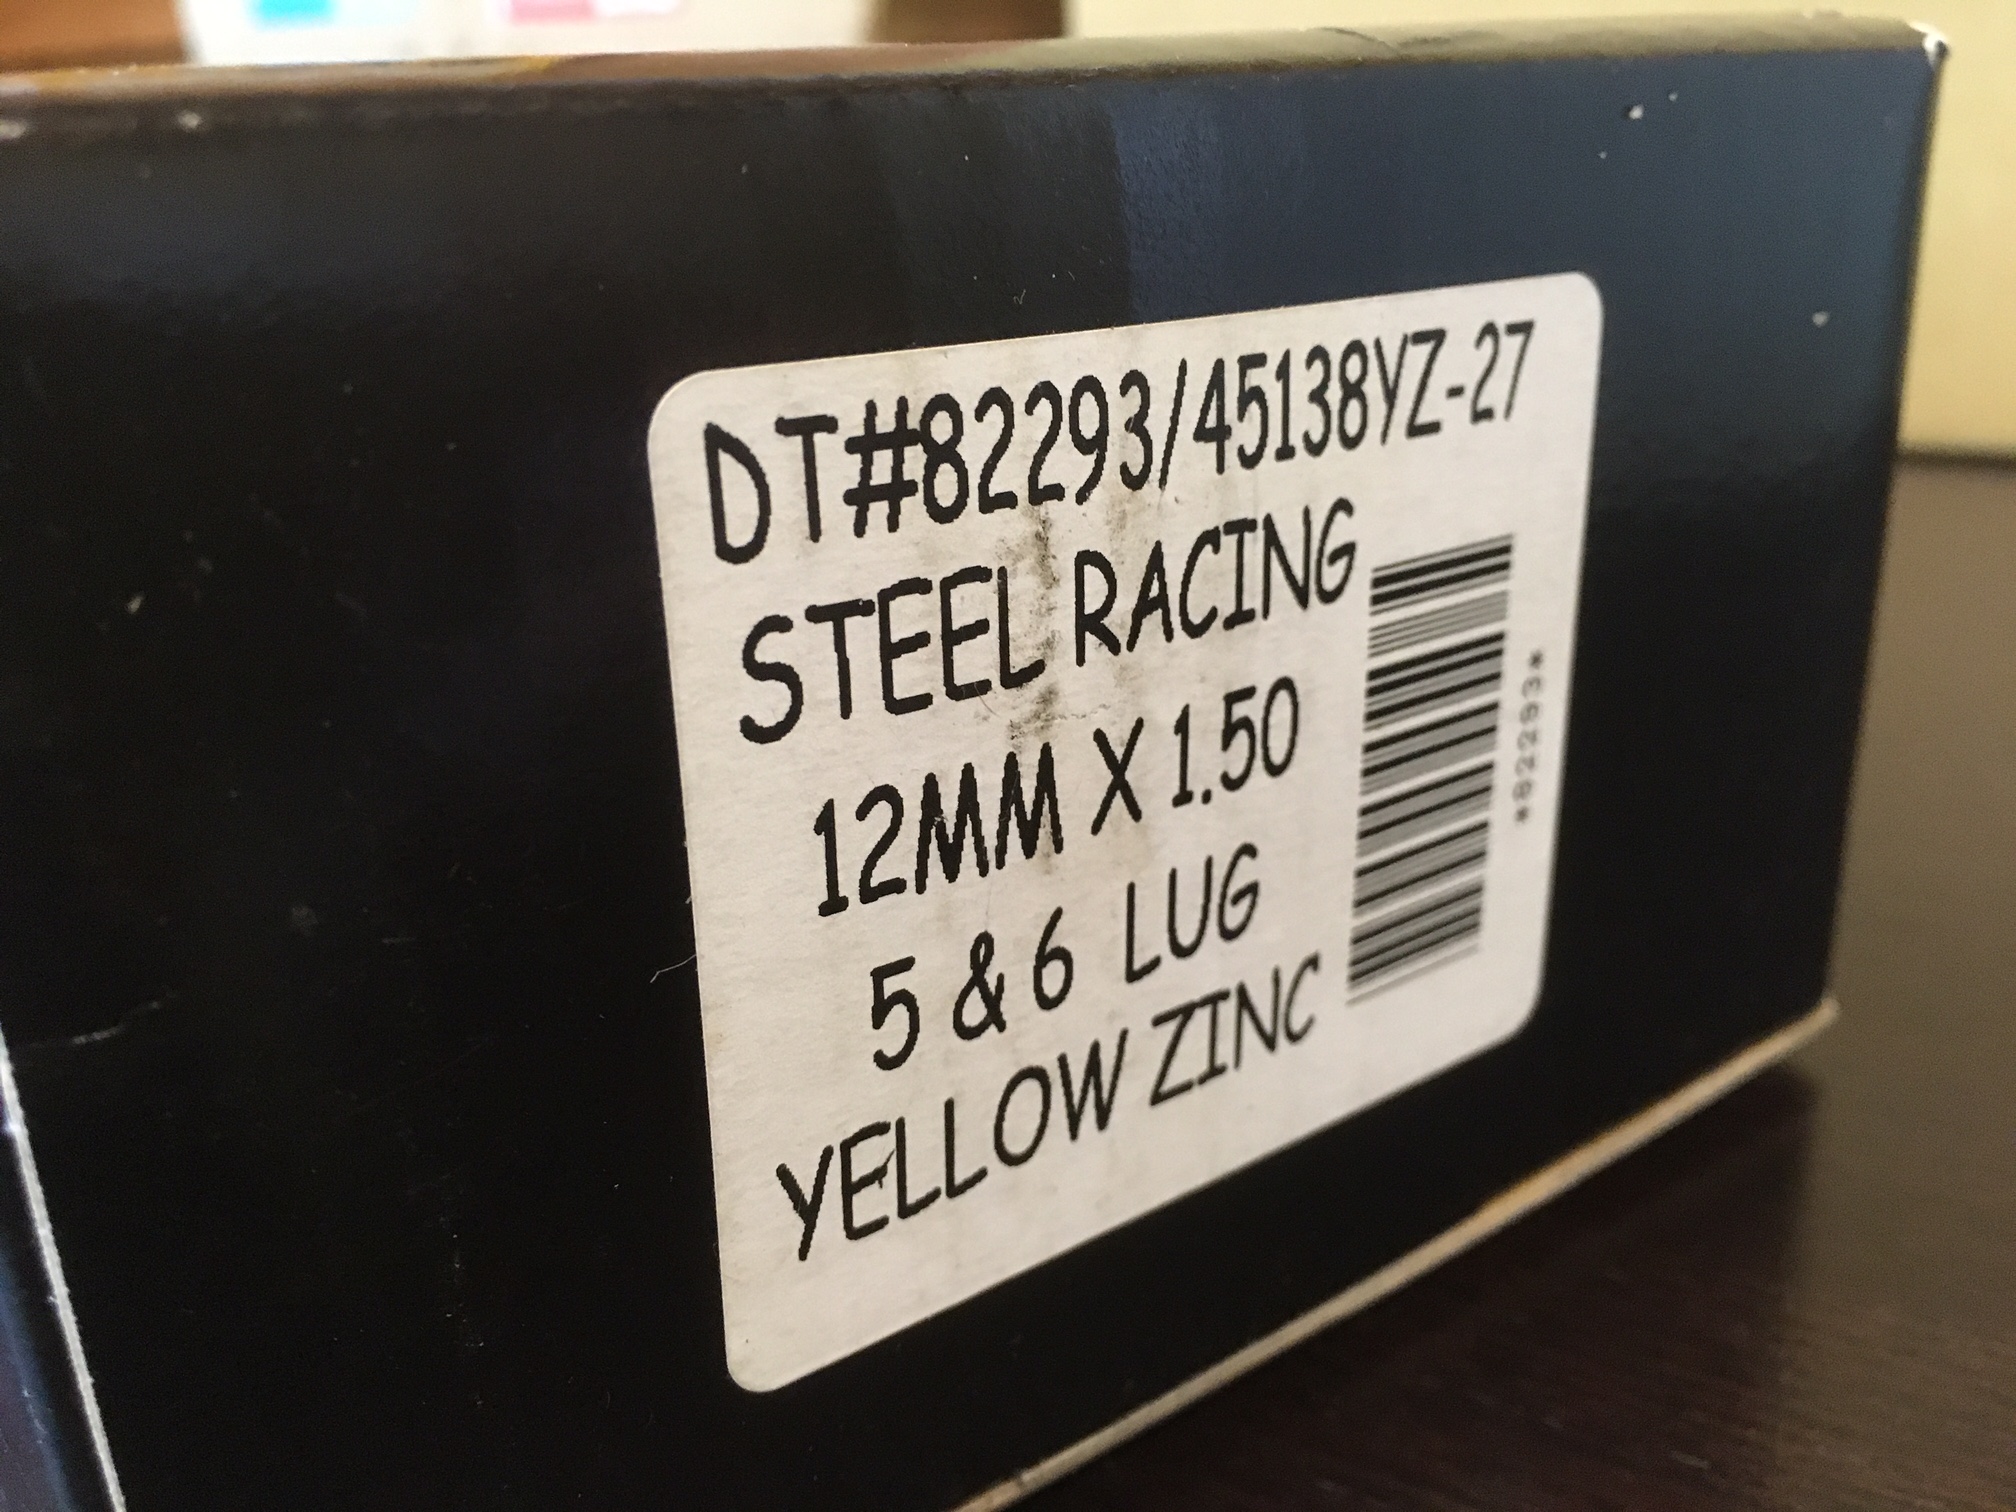 DT#82293/45138YZ-27
STEEL RACING
12MM X 1.50
5 & 6 LUG
YELLOW ZINC
*82293*